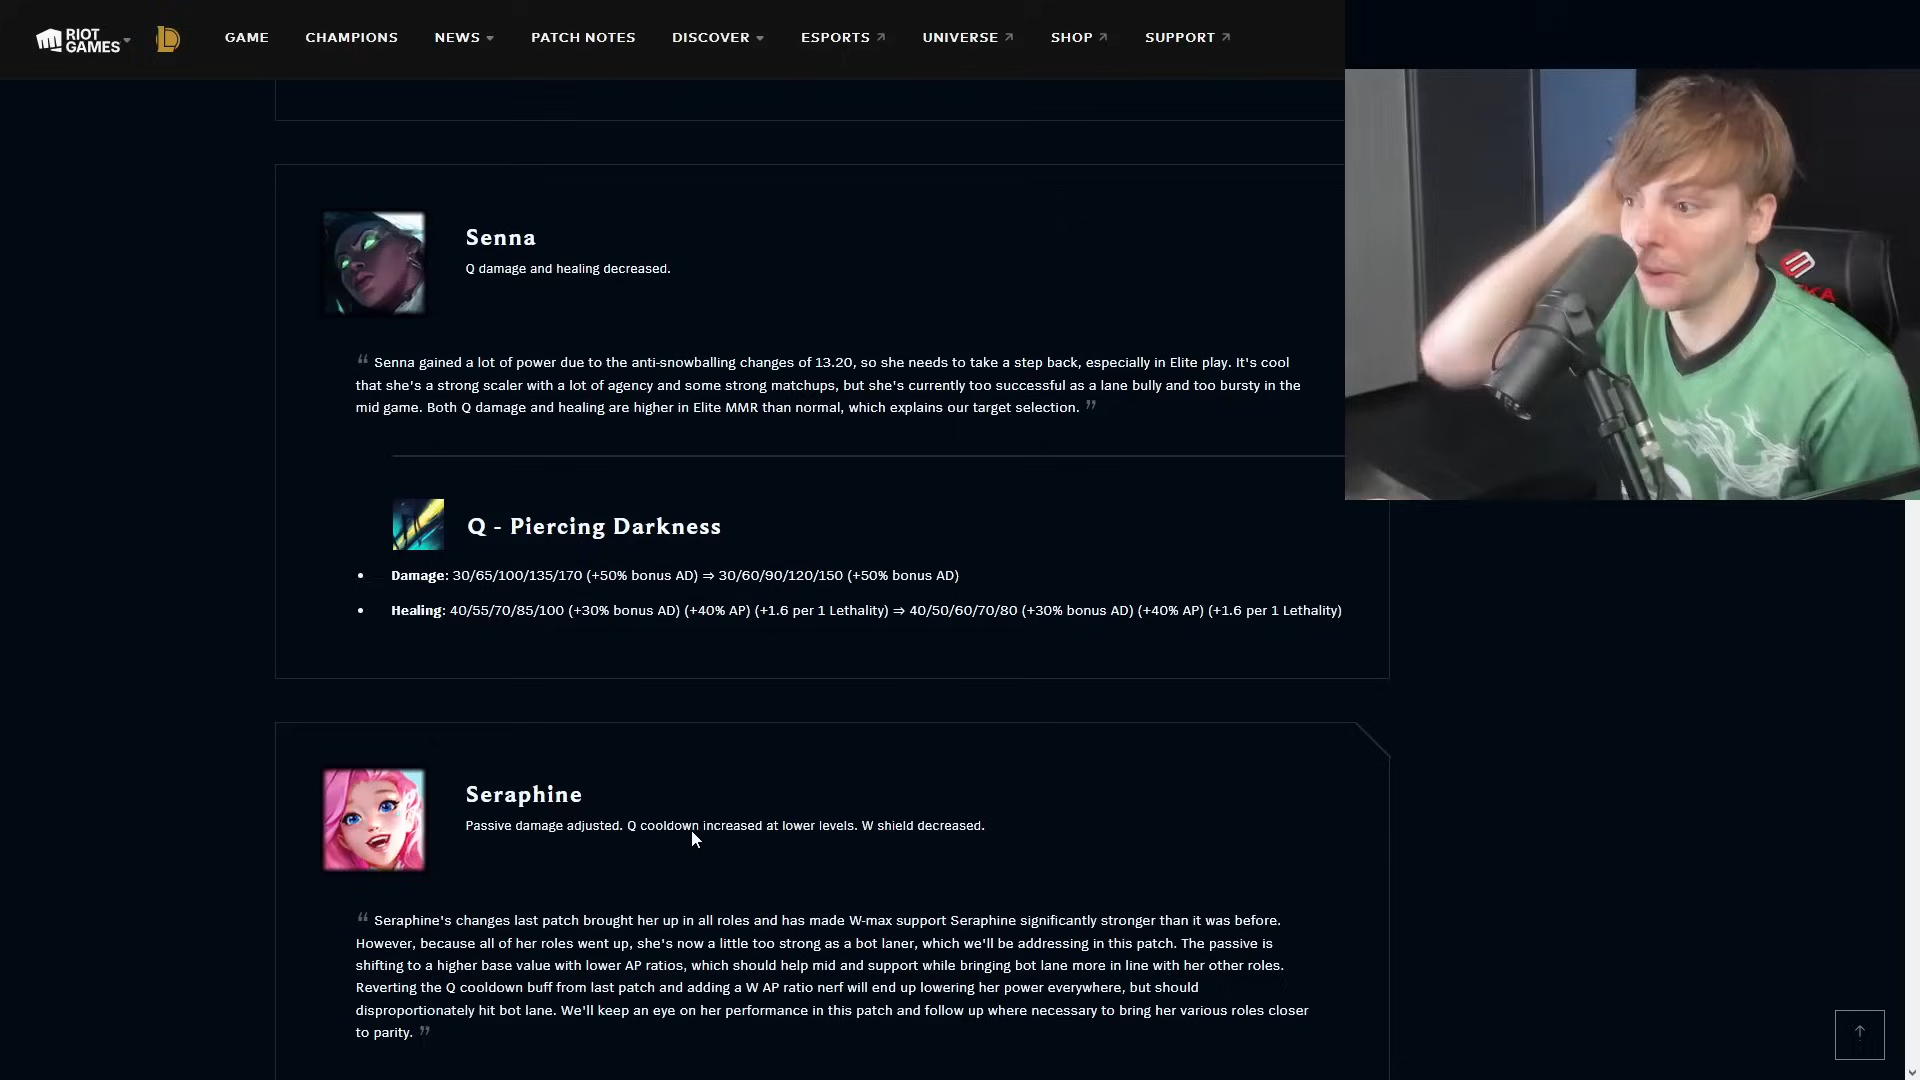 RIOT GAMES
GAME CHAMPIONS NEWS PATCH NOTES DISCOVER ESPORTS UNIVERSE SHOP SUPPORT
Senna
Q damage and healing decreased.
“ Senna gained a lot of power due to the anti-snowballing changes of 13.20, so she needs to take a step back, especially in Elite play. It's cool
that she's a strong scaler with a lot of agency and some strong matchups, but she's currently too successful as a lane bully and too bursty in the
mid game. Both Q damage and healing are higher in Elite MMR than normal, which explains our target selection. ”
Q - Piercing Darkness
• Damage: 30/65/100/135/170 (+50% bonus AD) ⇒ 30/60/90/120/150 (+50% bonus AD)
• Healing: 40/55/70/85/100 (+30% bonus AD) (+40% AP) (+1.6 per 1 Lethality) ⇒ 40/50/60/70/80 (+30% bonus AD) (+40% AP) (+1.6 per 1 Lethality)
Seraphine
Passive damage adjusted. Q cooldown increased at lower levels. W shield decreased.
“ Seraphine's changes last patch brought her up in all roles and has made W-max support Seraphine significantly stronger than it was before.
However, because all of her roles went up, she's now a little too strong as a bot laner, which we'll be addressing in this patch. The passive is
shifting to a higher base value with lower AP ratios, which should help mid and support while bringing bot lane more in line with her other roles.
Reverting the Q cooldown buff from last patch and adding a W AP ratio nerf will end up lowering her power everywhere, but should
disproportionately hit bot lane. We'll keep an eye on her performance in this patch and follow up where necessary to bring her various roles closer
to parity. ”